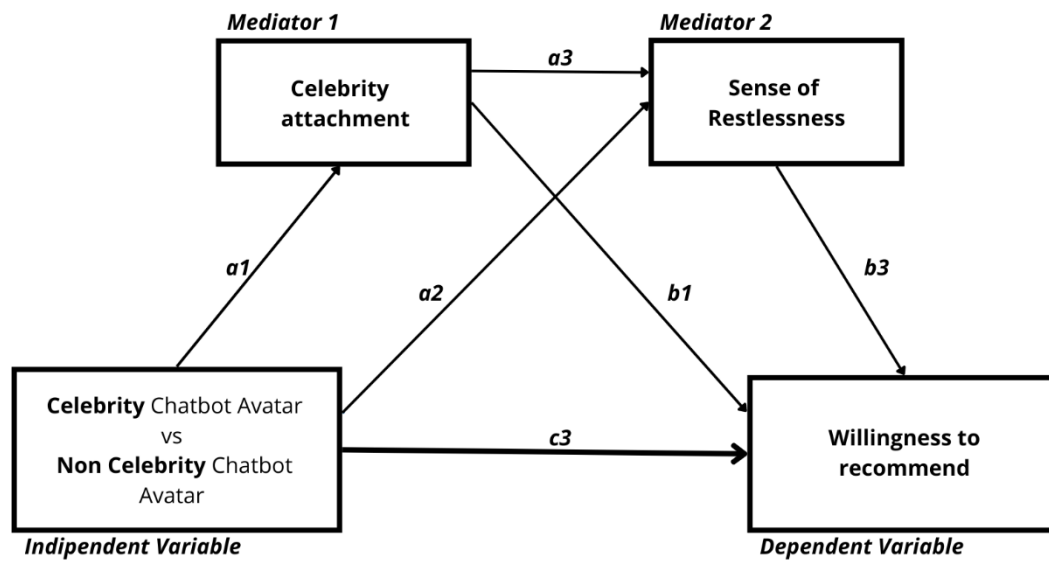 Mediator 1
Mediator 2
Celebrity
attachment
a3
Sense of
Restlessness
a1
a2
b1
b3
Celebrity Chatbot Avatar
vs
Non Celebrity Chatbot
Avatar
c3
Willingness to
recommend
Indipendent Variable
Dependent Variable